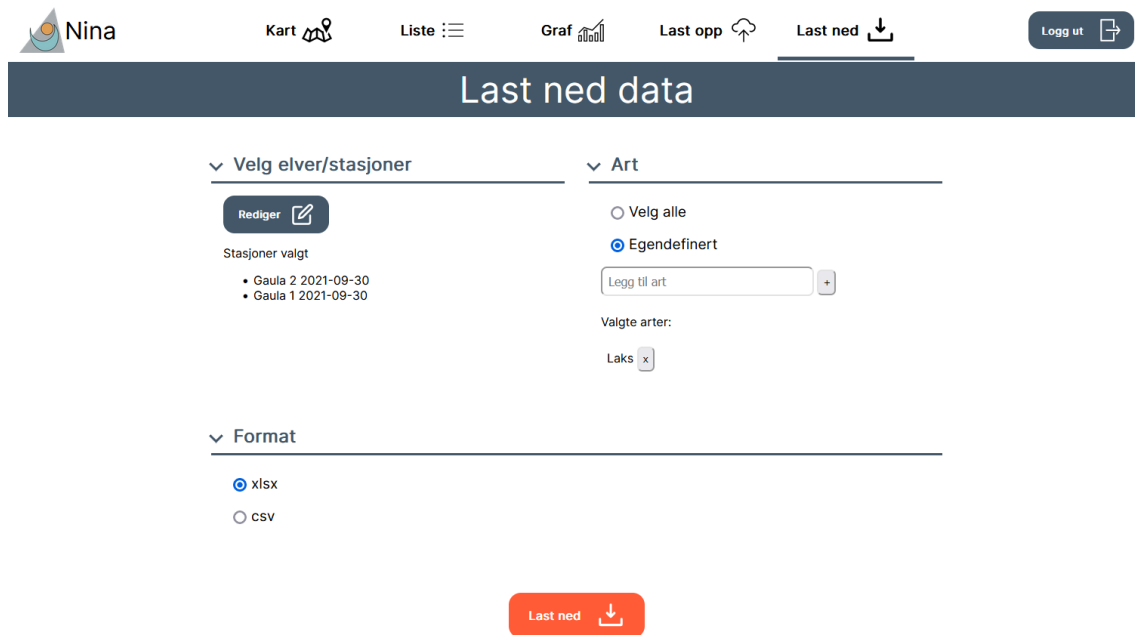 Nina
Kart
Liste
Graf
Last opp
Last ned
Logg ut
Last ned data
Velg elver/stasjoner
Rediger
Stasjoner valgt
• Gaula 2 2021-09-30
• Gaula 1 2021-09-30
Art
Velg alle
Egendefinert
Legg til art +
Valgte arter:
Laks x
Format
xlsx
csv
Last ned